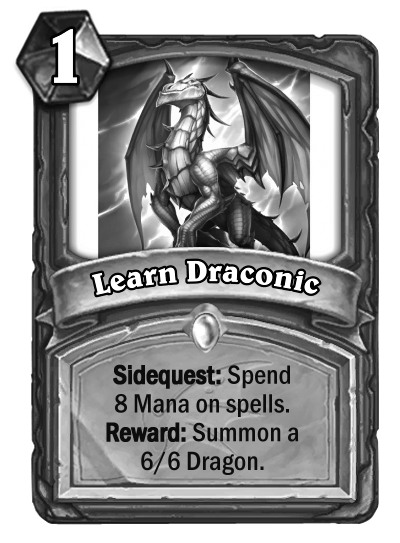 1
Learn Draconic
Sidequest: Spend
8 Mana on spells.
Reward: Summon a
6/6 Dragon.